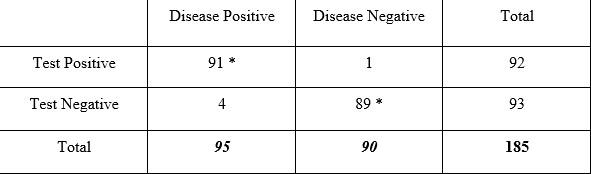 Disease Positive Disease Negative Total
Test Positive 91 * 1 92
Test Negative 4 89 * 93
Total 95 90 185